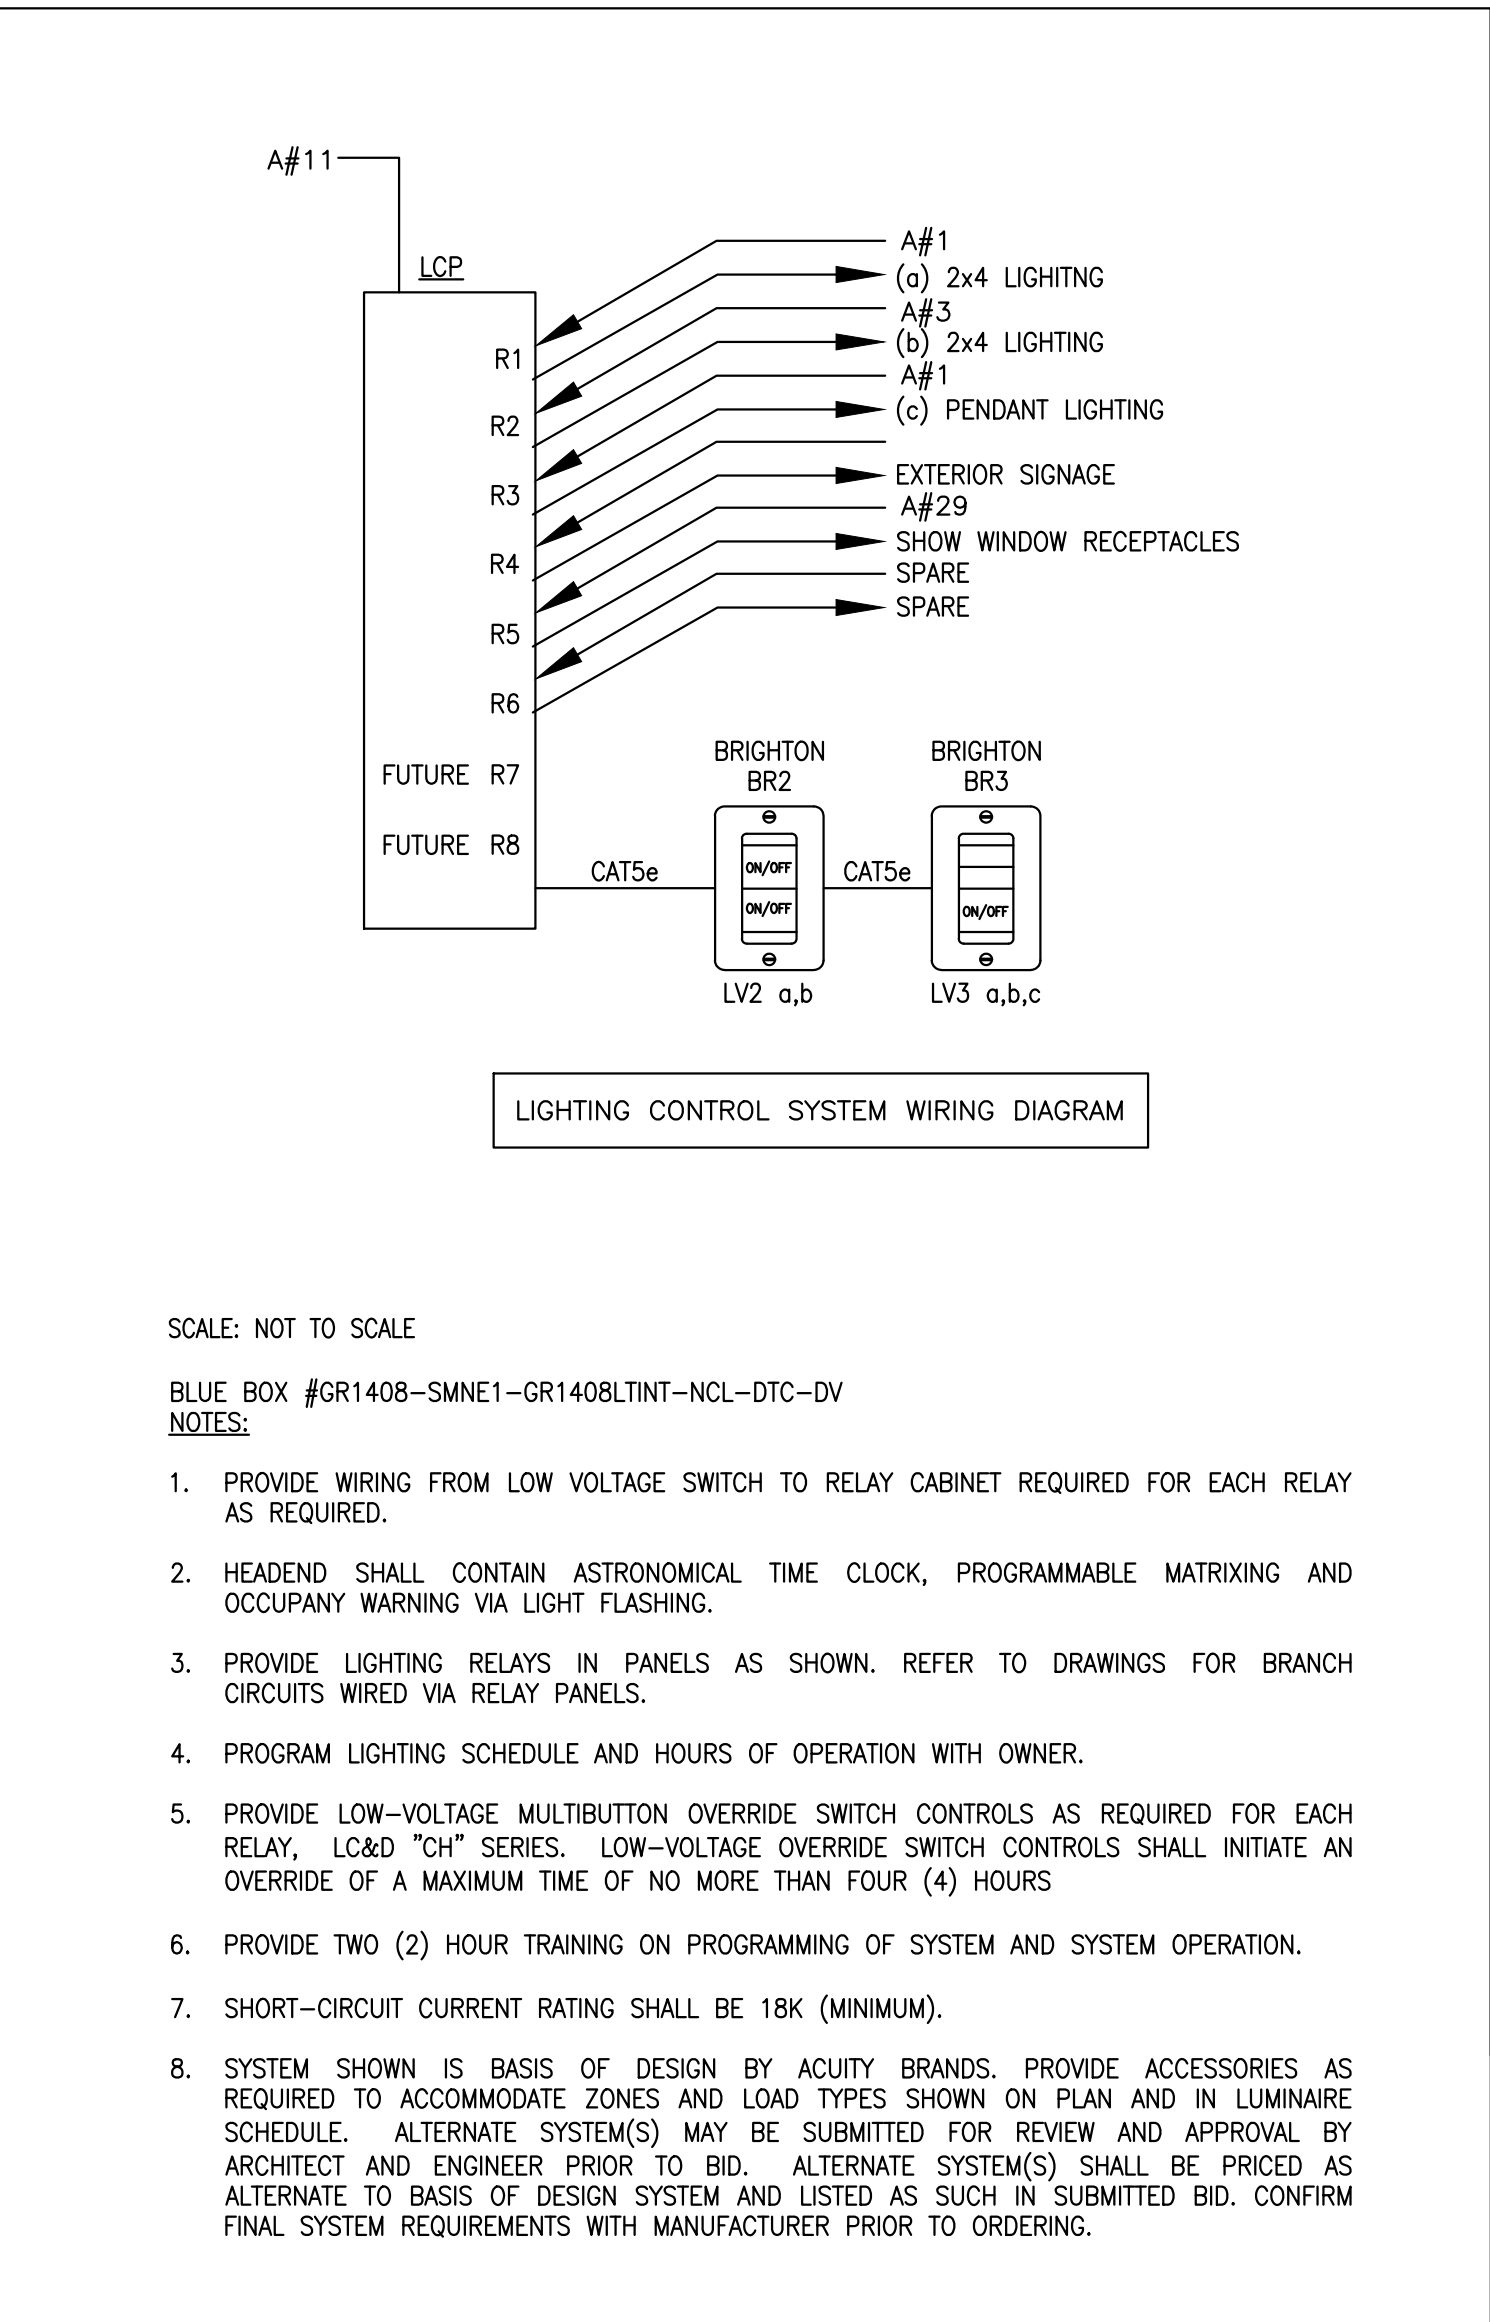 A#11
LCP
A#1
(a) 2x4 LIGHITNG
A#3
(b) 2x4 LIGHTING
A#1
(c) PENDANT LIGHTING
EXTERIOR SIGNAGE
A#29
SHOW WINDOW RECEPTACLES
SPARE
SPARE
R1
R2
R3
R4
R5
R6
FUTURE R7
FUTURE R8
BRIGHTON
BR2
BRIGHTON
BR3
CAT5e
ON/OFF
ON/OFF
CAT5e
ON/OFF
LV2 a,b
LV3 a,b,c
LIGHTING CONTROL SYSTEM WIRING DIAGRAM
SCALE: NOT TO SCALE
BLUE BOX #GR1408-SMNE1-GR1408LTINT-NCL-DTC-DV
NOTES:
1. PROVIDE WIRING FROM LOW VOLTAGE SWITCH TO RELAY CABINET REQUIRED FOR EACH RELAY
AS REQUIRED.
2. HEADEND SHALL CONTAIN ASTRONOMICAL TIME CLOCK, PROGRAMMABLE MATRIXING AND
OCCUPANY WARNING VIA LIGHT FLASHING.
3. PROVIDE LIGHTING RELAYS IN PANELS AS SHOWN. REFER TO DRAWINGS FOR BRANCH
CIRCUITS WIRED VIA RELAY PANELS.
4. PROGRAM LIGHTING SCHEDULE AND HOURS OF OPERATION WITH OWNER.
5. PROVIDE LOW-VOLTAGE MULTIBUTTON OVERRIDE SWITCH CONTROLS AS REQUIRED FOR EACH
RELAY, LC&D "CH" SERIES. LOW-VOLTAGE OVERRIDE SWITCH CONTROLS SHALL INITIATE AN
OVERRIDE OF A MAXIMUM TIME OF NO MORE THAN FOUR (4) HOURS
6. PROVIDE TWO (2) HOUR TRAINING ON PROGRAMMING OF SYSTEM AND SYSTEM OPERATION.
7. SHORT-CIRCUIT CURRENT RATING SHALL BE 18K (MINIMUM).
8. SYSTEM SHOWN IS BASIS OF DESIGN BY ACUITY BRANDS. PROVIDE ACCESSORIES AS
REQUIRED TO ACCOMMODATE ZONES AND LOAD TYPES SHOWN ON PLAN AND IN LUMINAIRE
SCHEDULE. ALTERNATE SYSTEM(S) MAY BE SUBMITTED FOR REVIEW AND APPROVAL BY
ARCHITECT AND ENGINEER PRIOR TO BID. ALTERNATE SYSTEM(S) SHALL BE PRICED AS
ALTERNATE TO BASIS OF DESIGN SYSTEM AND LISTED AS SUCH IN SUBMITTED BID. CONFIRM
FINAL SYSTEM REQUIREMENTS WITH MANUFACTURER PRIOR TO ORDERING.